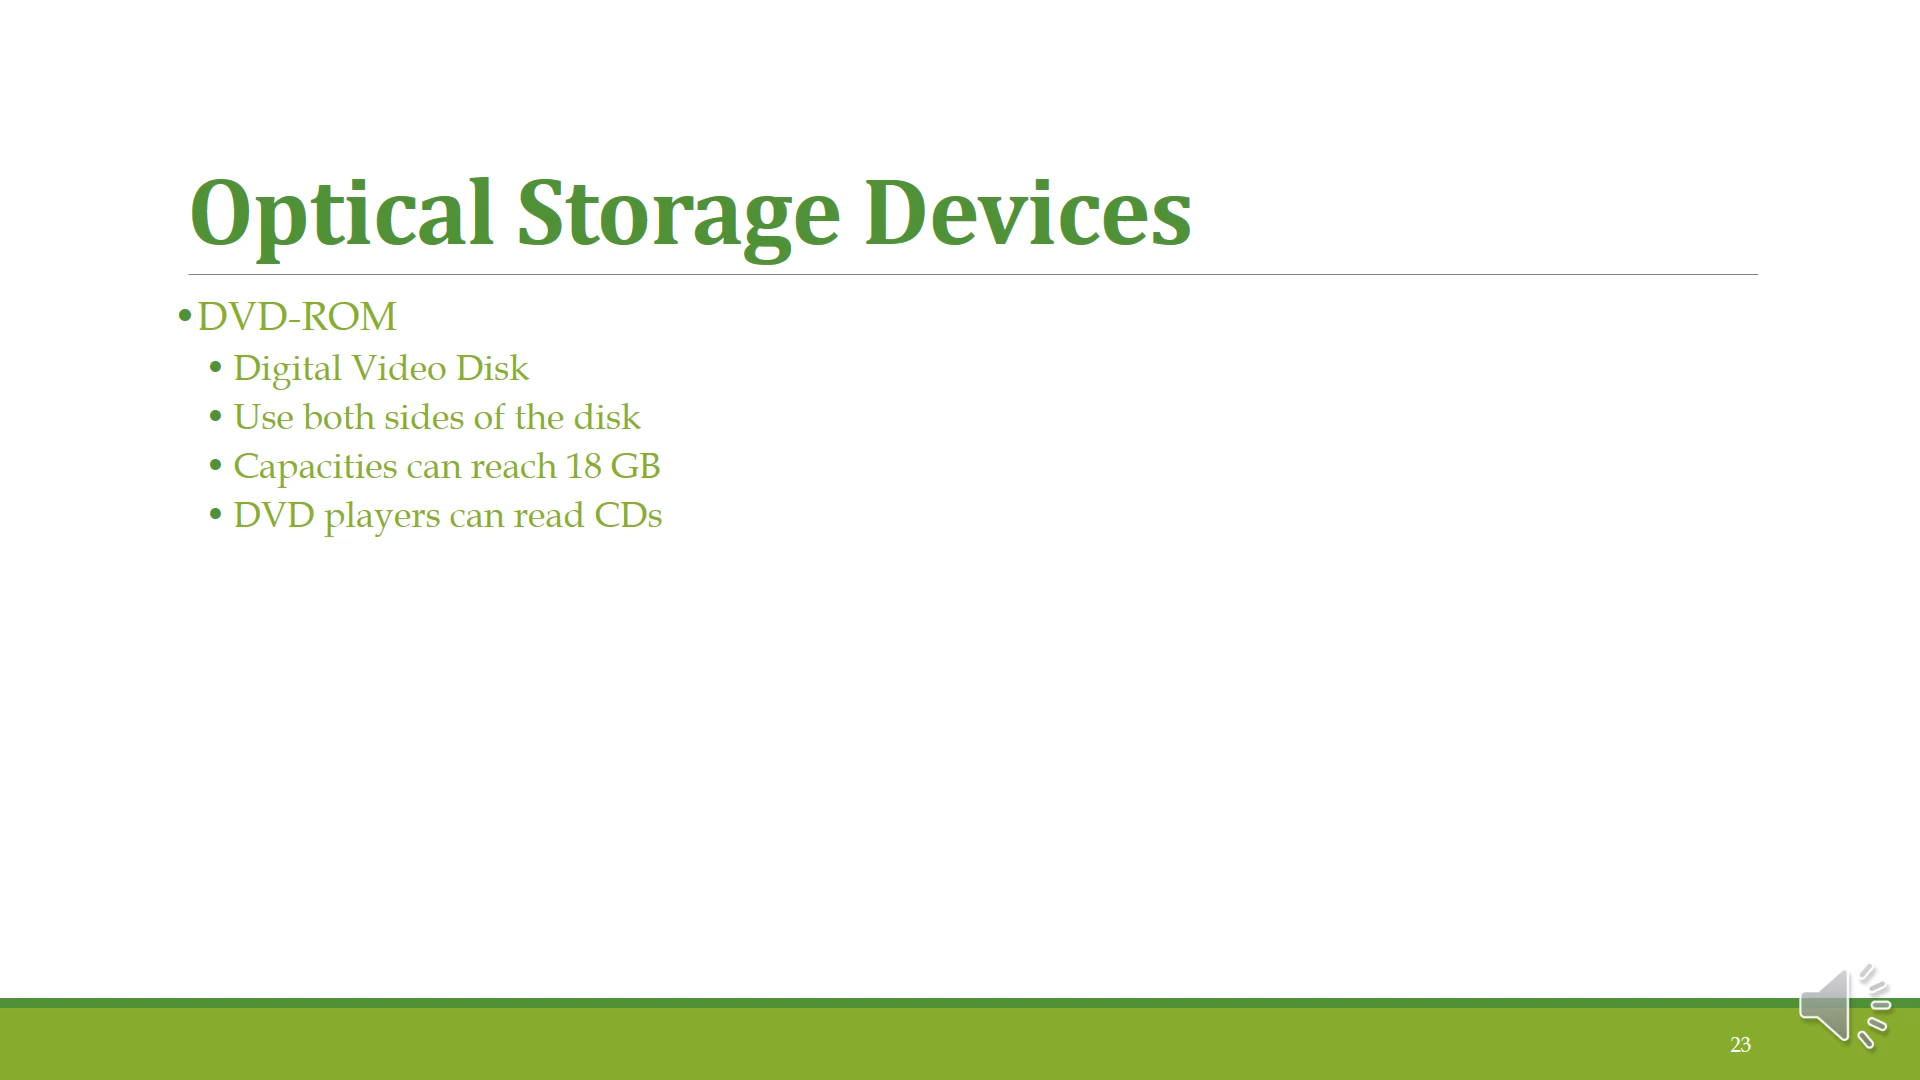 Optical Storage Devices
•DVD-ROM
• Digital Video Disk
• Use both sides of the disk
• Capacities can reach 18 GB
• DVD players can read CDs
23